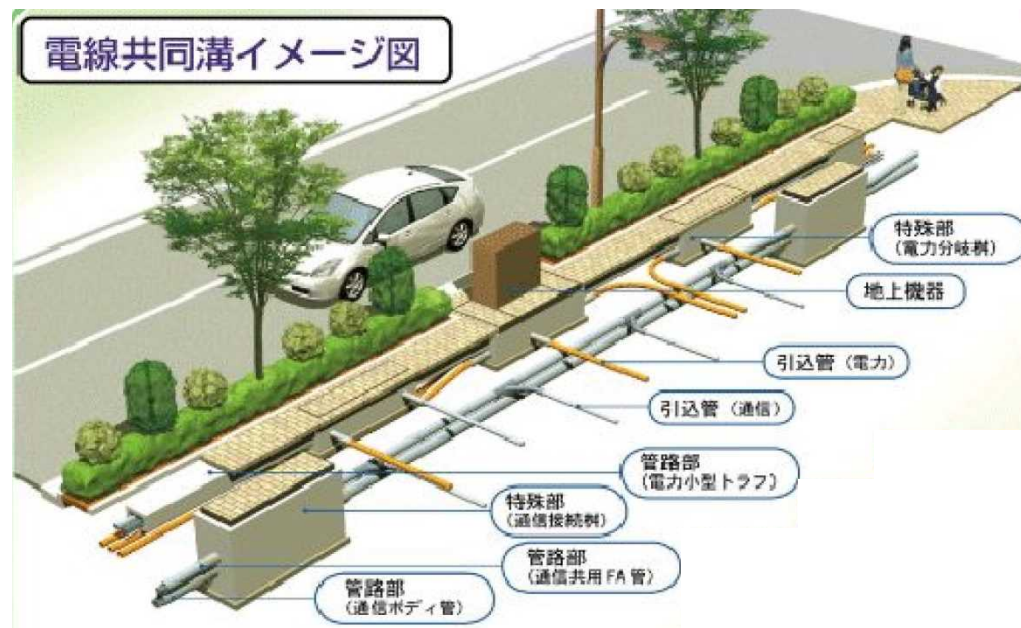 電線共同溝イメージ図
特殊部
(電力分岐桝)
地上機器
引込管(電力)
引込管(通信)
管路部
(電力小型トラフ)
特殊部
(通信接続桝)
管路部
(通信共用FA管)
管路部
(通信ボディ管)